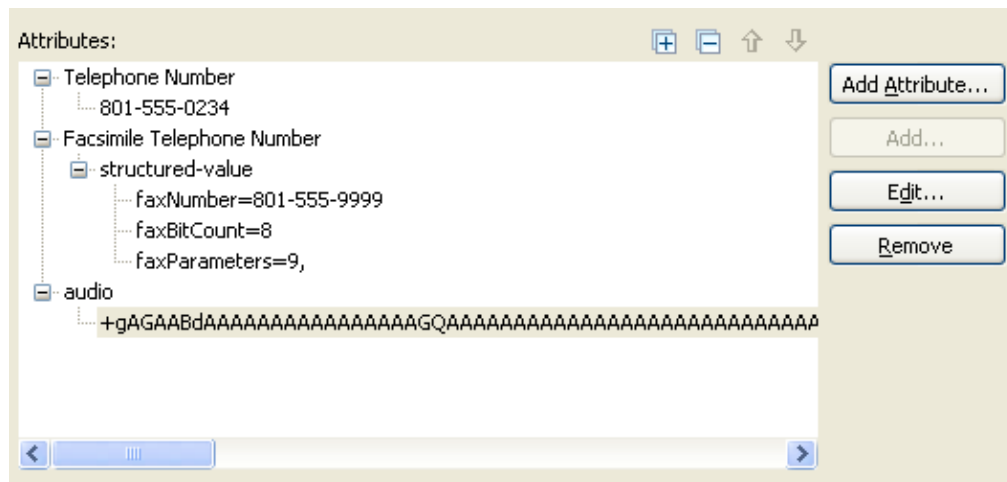 Attributes:
Telephone Number
801-555-0234
Facsimile Telephone Number
structured-value
faxNumber=801-555-9999
faxBitCount=8
faxParameters=9,
audio
+gAGAABdAAAAAAAAAAAAAAAAGQAAAAAAAAAAAAAAAAAAAAAAAAAAAA
Add Attribute...
Add...
Edit...
Remove